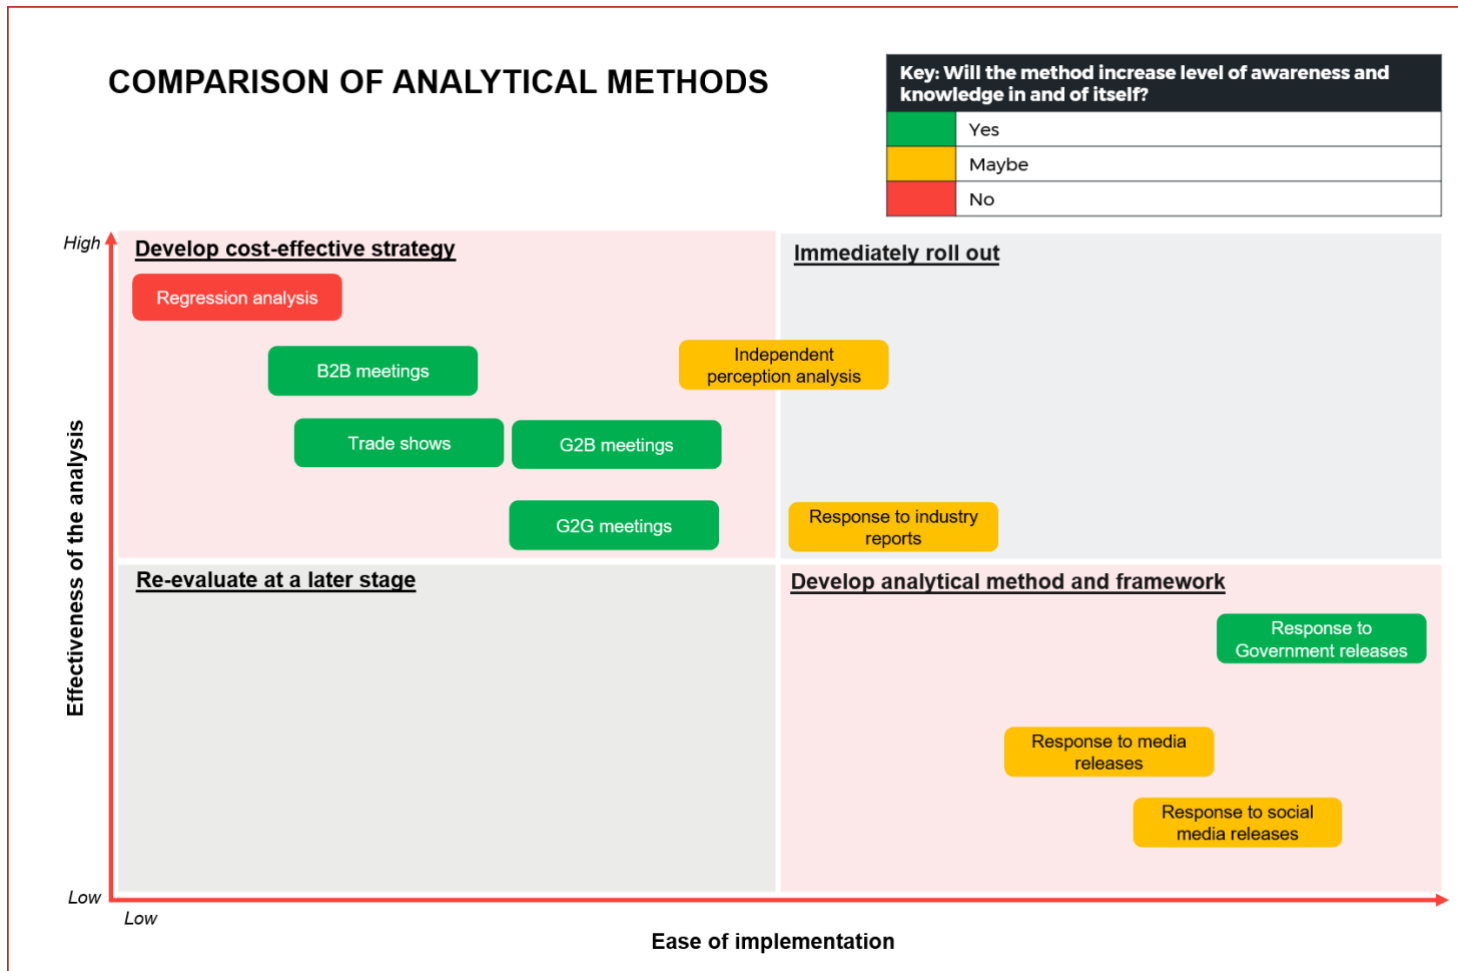 COMPARISON OF ANALYTICAL METHODS
Key: Will the method increase level of awareness and
knowledge in and of itself?
Yes
Maybe
No
High
Develop cost-effective strategy
Immediately roll out
Regression analysis
B2B meetings
Independent
perception analysis
Trade shows
G2B meetings
G2G meetings
Response to industry
reports
Effectiveness of the analysis
Re-evaluate at a later stage
Develop analytical method and framework
Response to
Government releases
Response to media
releases
Response to social
media releases
Low
Low
Ease of implementation